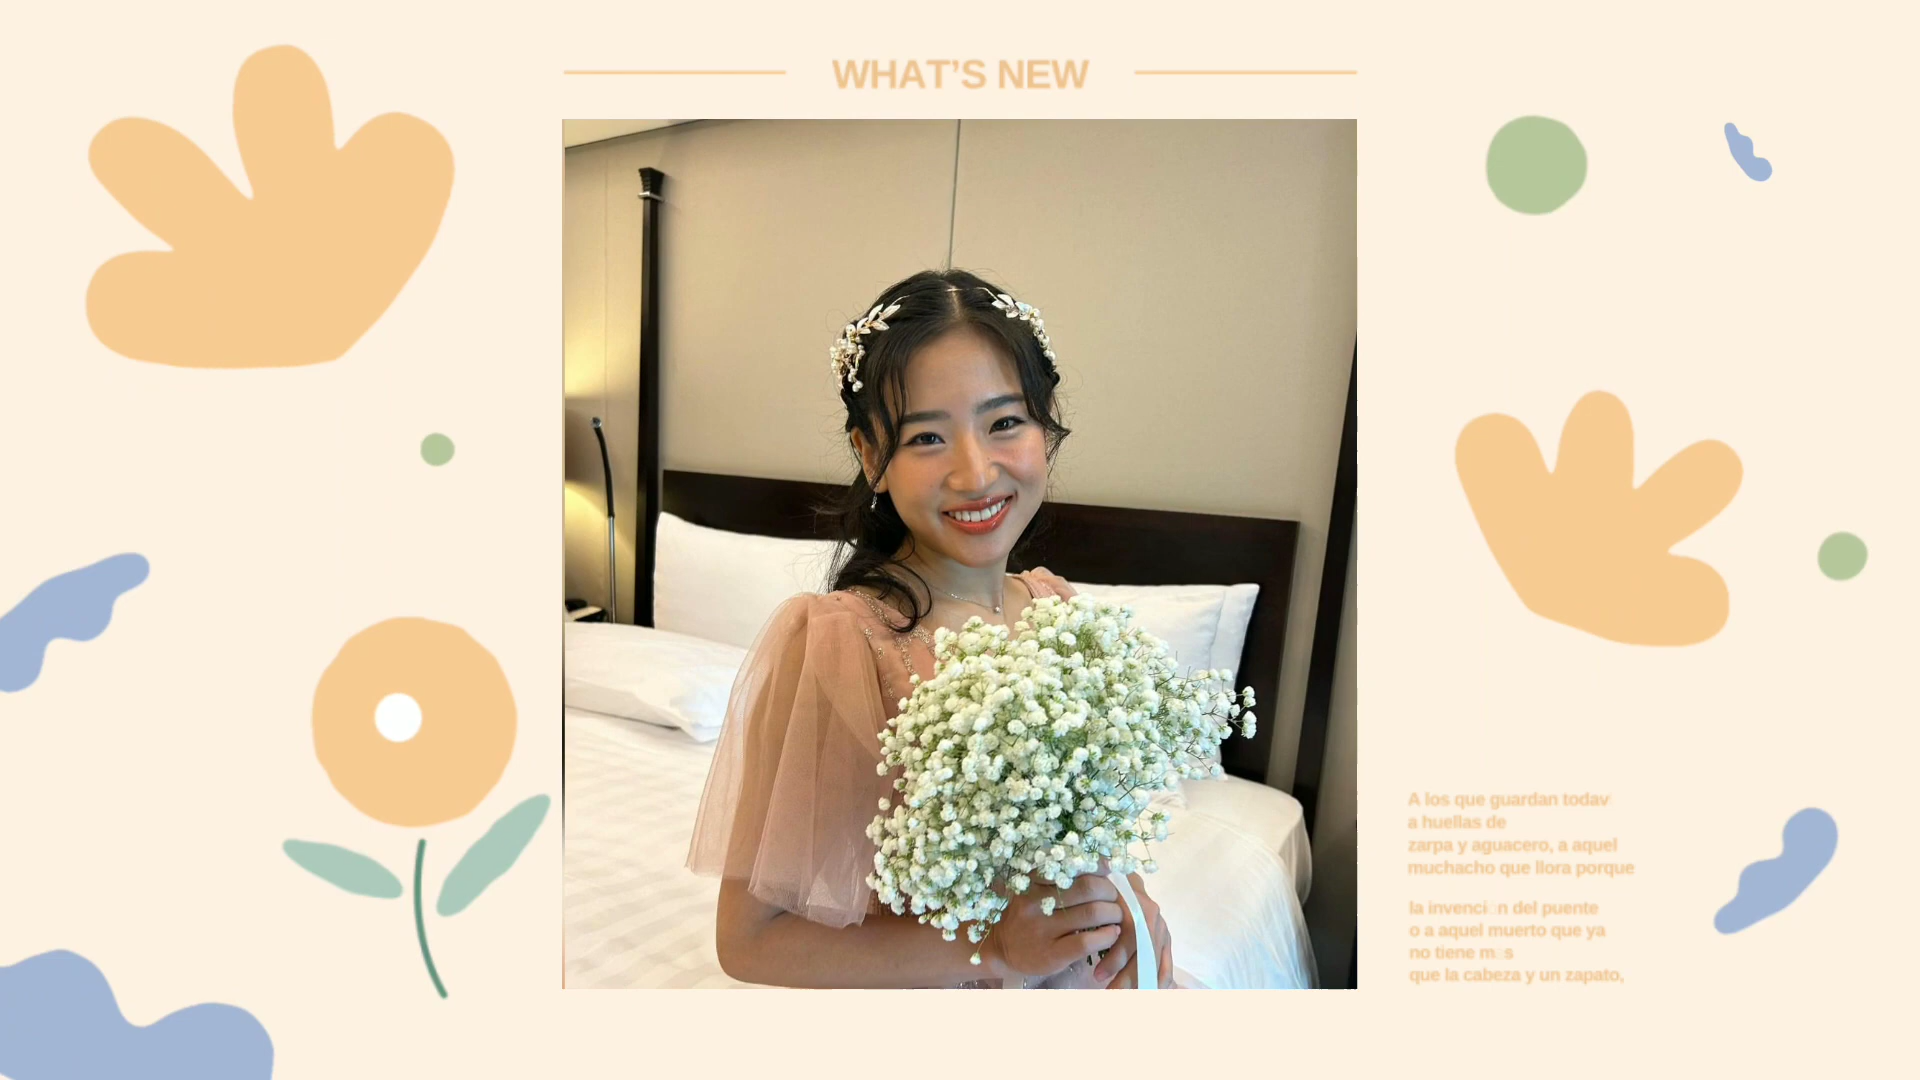 WHAT'S NEW
A los que guardan todav
a huellas de
zarpa y aguacero, a aquel
muchacho que llora porque
la invenci n del puente
o a aquel muerto que ya
no tiene m s
que la cabeza y un zapato,